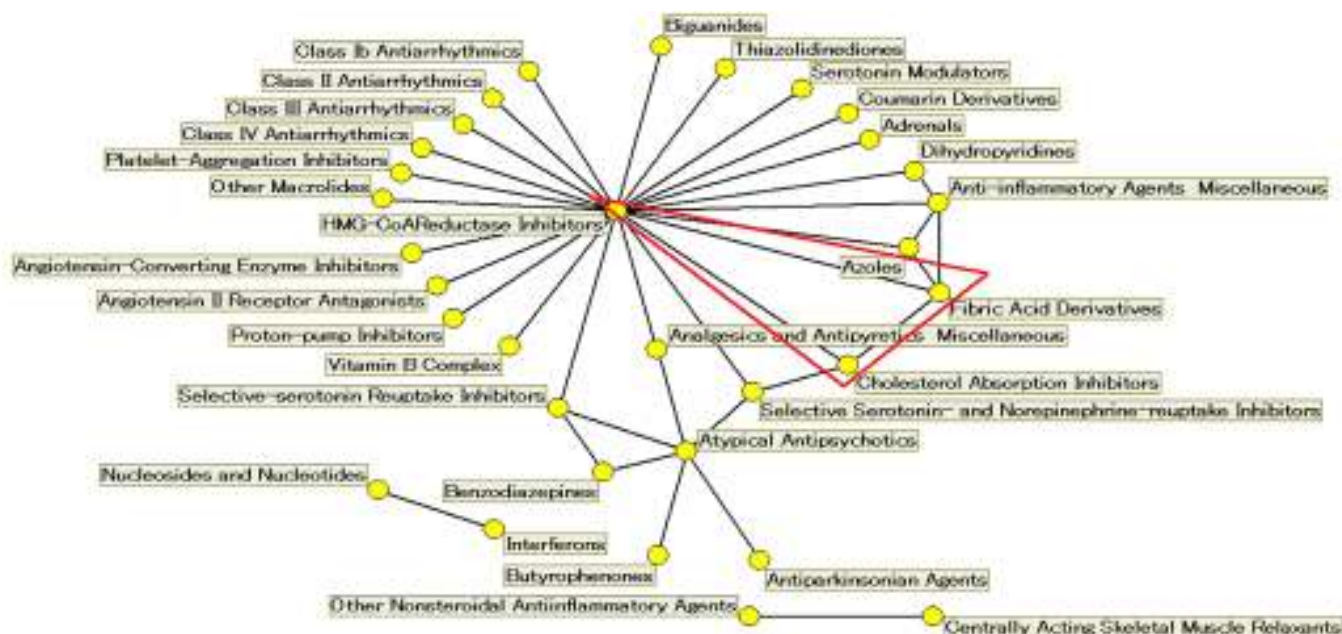 Biguanides
Class Ib Antiarrhythmics
Thiazolidinediones
Class II Antiarrhythmics
Serotonin Modulators
Class III Antiarrhythmics
Coumarin Derivatives
Class IV Antiarrhythmics
Adrenals
Platelet-Aggregation Inhibitors
Dihydropyridines
Other Macrolides
Anti-inflammatory Agents Miscellaneous
HMG-CoAReductase Inhibitors
Angiotensin-Converting Enzyme Inhibitors
Azoles
Angiotensin II Receptor Antagonists
Fibric Acid Derivatives
Proton-pump Inhibitors
Analgesics and Antipyretics Miscellaneous
Vitamin B Complex
Cholesterol Absorption Inhibitors
Selective-serotonin Reuptake Inhibitors
Selective Serotonin- and Norepinephrine-reuptake Inhibitors
Atypical Antipsychotics
Nucleosides and Nucleotides
Benzodiazepines
Interferons
Butyrophenones
Antiparkinsonian Agents
Other Nonsteroidal Antiinflammatory Agents
Centrally Acting Skeletal Muscle Relaxants